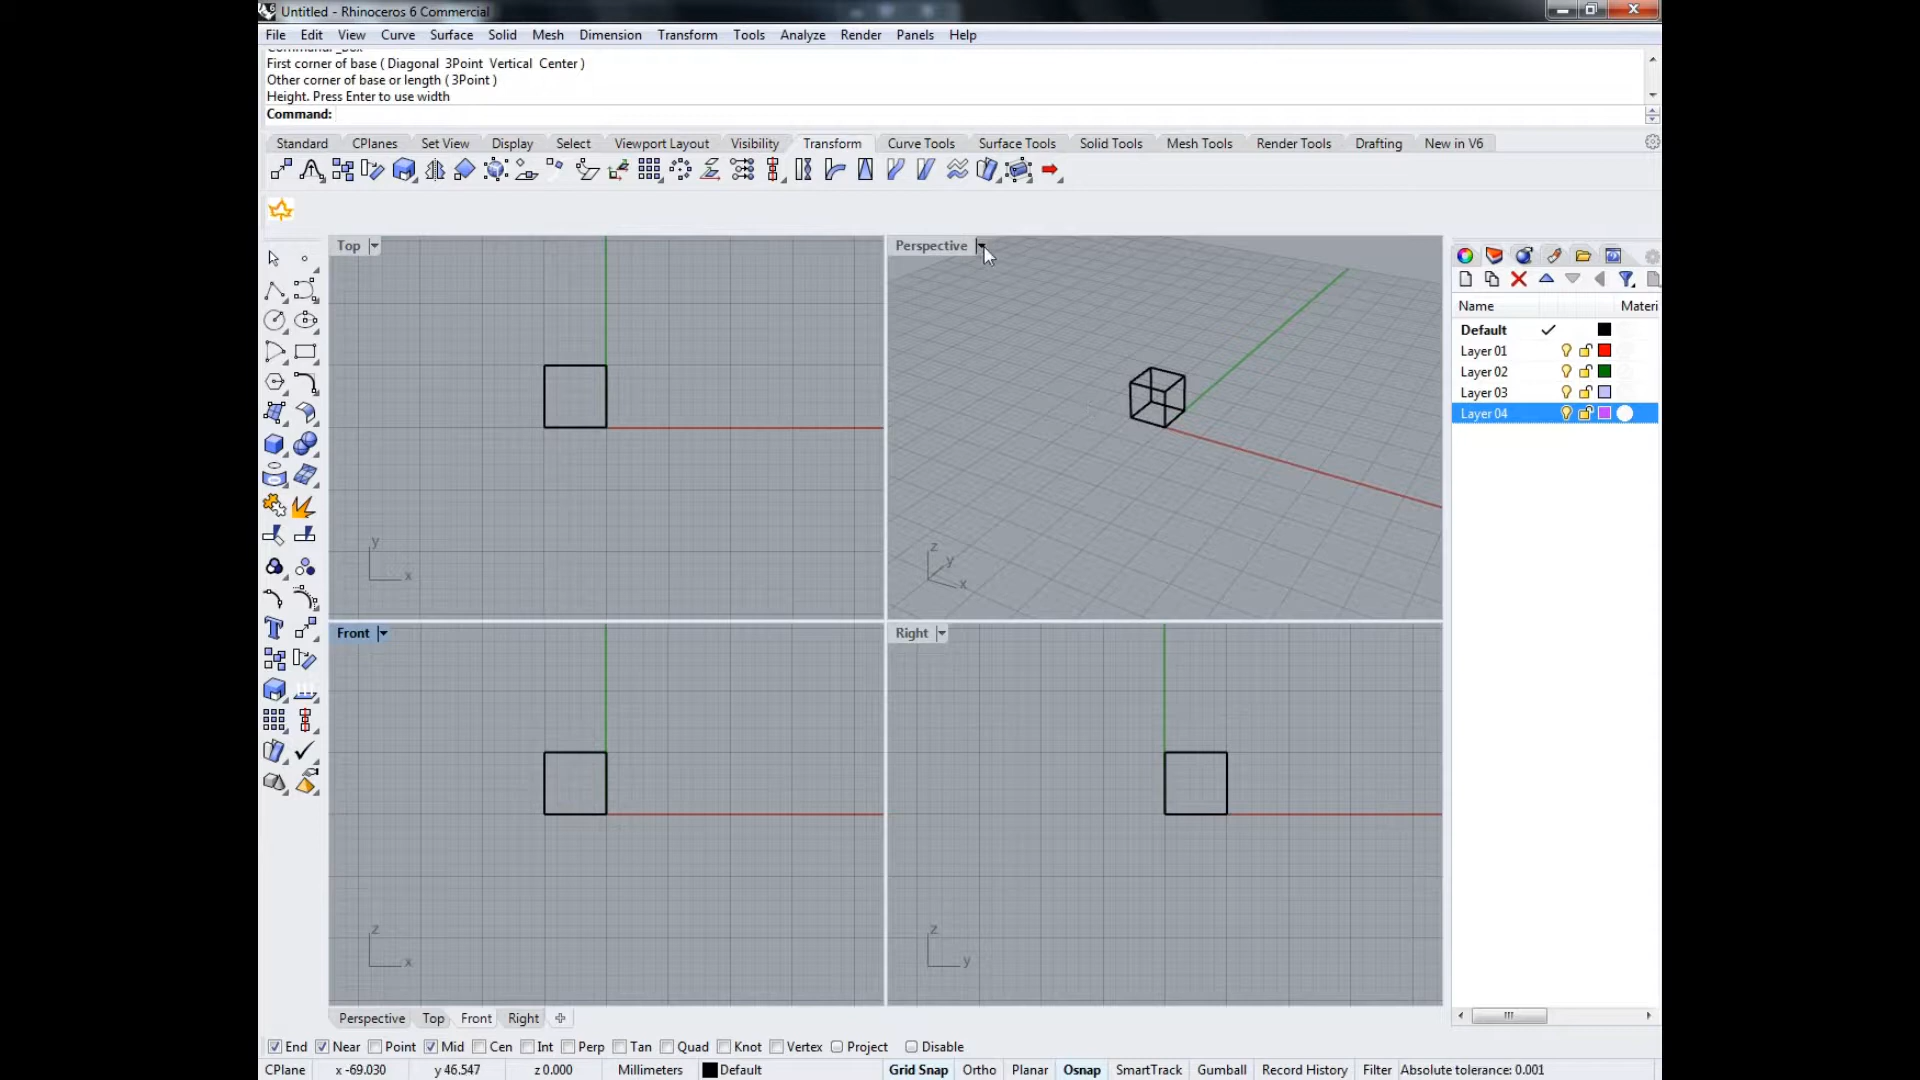 Untitled - Rhinoceros 6 Commercial
File Edit View Curve Surface Solid Mesh Dimension Transform Tools Analyze Render Panels Help
First corner of base ( Diagonal 3Point Vertical Center )
Other corner of base or length ( 3Point )
Height. Press Enter to use width
Command:
Standard CPlanes Set View Display Select Viewport Layout Visibility Transform Curve Tools Surface Tools Solid Tools Mesh Tools Render Tools Drafting New in V6
Top
Perspective
Name Materi
Default
Layer 01
Layer 02
Layer 03
Layer 04
y
x
z
y
x
Front
Right
z
x
z
y
Perspective Top Front Right
End Near Point Mid Cen Int Perp Tan Quad Knot Vertex Project Disable
CPlane x -69.030 y 46.547 z 0.000 Millimeters Default Grid Snap Ortho Planar Osnap SmartTrack Gumball Record History Filter Absolute tolerance: 0.001